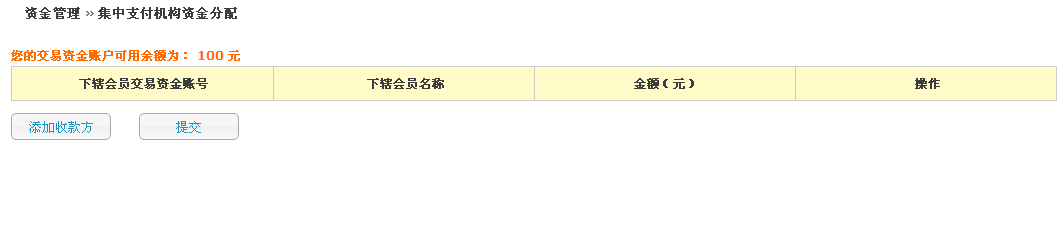 资金管理 » 集中支付机构资金分配
您的交易资金账户可用余额为： 100 元
下辖会员交易资金账号 下辖会员名称 金额（元） 操作
添加收款方 提交